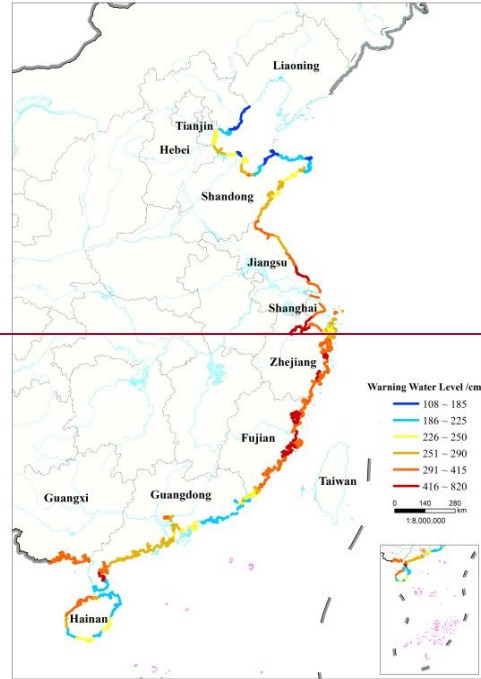 Liaoning
Tianjin
Hebei
Shandong
Jiangsu
Shanghai
Zhejiang
Warning Water Level /cm
108 ~ 185
186 ~ 225
226 ~ 250
251 ~ 290
291 ~ 415
416 ~ 820
0 140 280
km
1:8,000,000
Fujian
Taiwan
Guangxi
Guangdong
Hainan